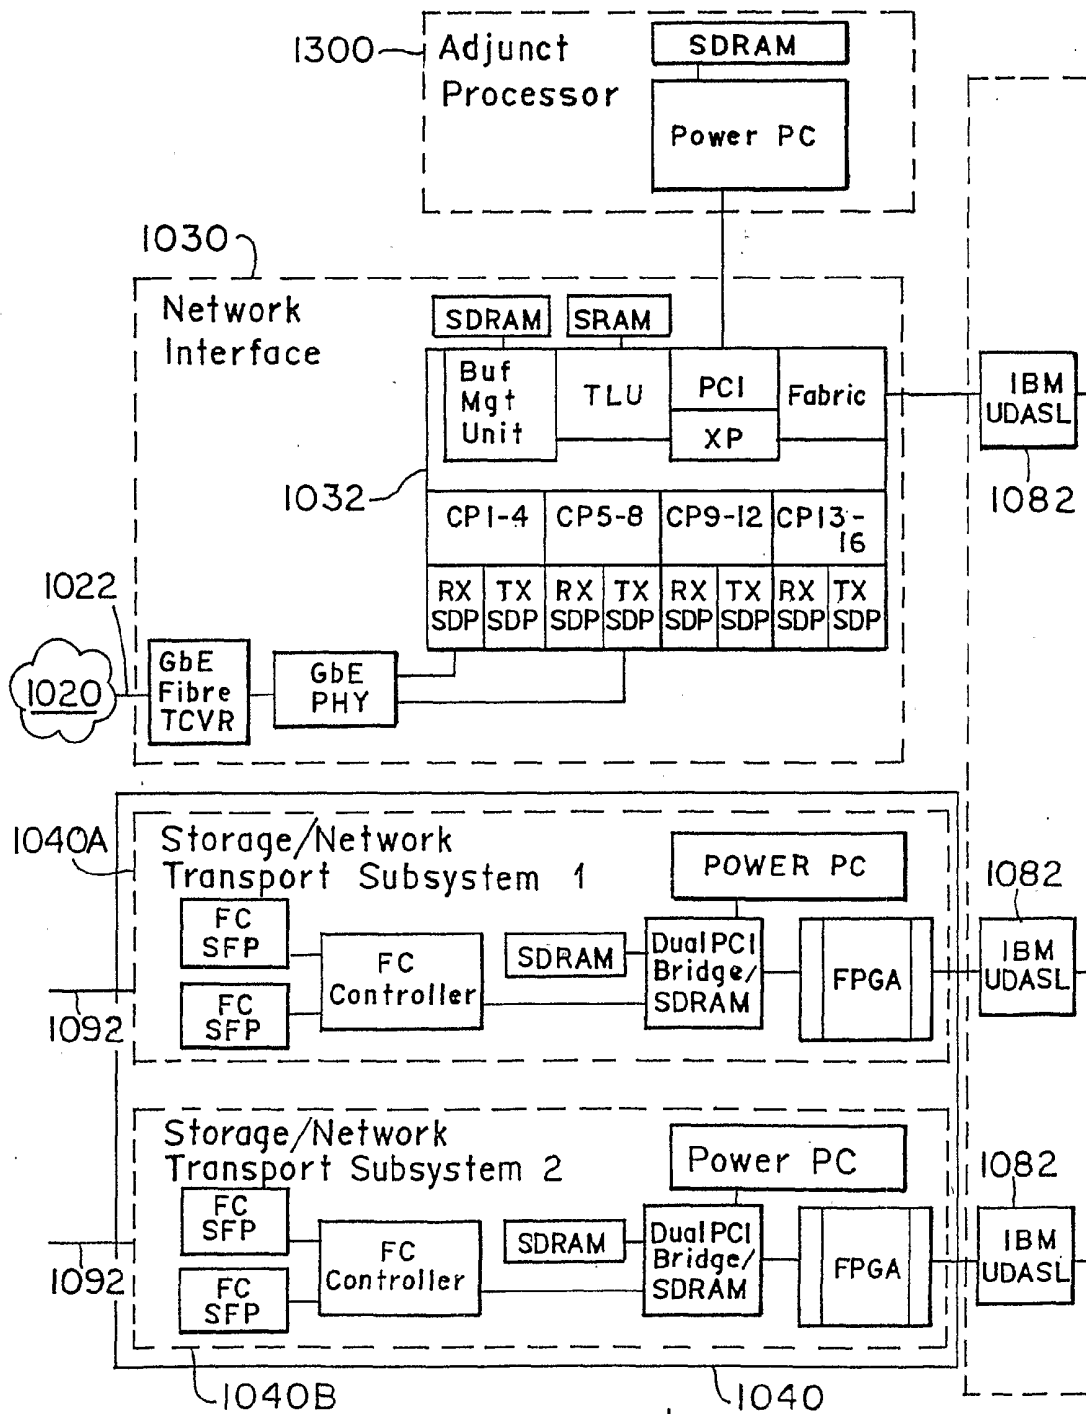 1300
Adjunct
Processor
SDRAM
Power PC
1030
Network
Interface
SDRAM
SRAM
Buf
Mgt
Unit
TLU
PCI
XP
Fabric
IBM
UDASL
1082
1032
CP1-4
CP5-8
CP9-12
CP13-
16
RX
SDP
TX
SDP
RX
SDP
TX
SDP
RX
SDP
TX
SDP
RX
SDP
TX
SDP
1022
1020
GbE
Fibre
TCVR
GbE
PHY
1040A
Storage/Network
Transport Subsystem 1
POWER PC
1082
FC
SFP
FC
SFP
FC
Controller
SDRAM
Dual PCI
Bridge/
SDRAM
FPGA
IBM
UDASL
1092
Storage/Network
Transport Subsystem 2
Power PC
1082
FC
SFP
FC
SFP
FC
Controller
SDRAM
Dual PCI
Bridge/
SDRAM
FPGA
IBM
UDASL
1092
1040B
1040